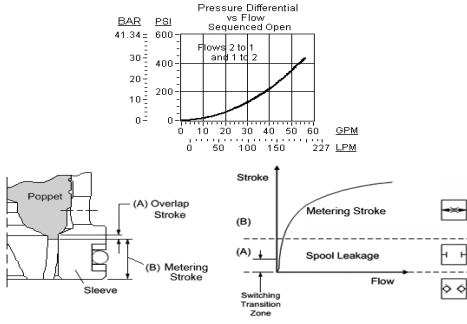 Pressure Differential
vs Flow
Sequenced Open
BAR PSI
41.34 600
Flows 2 to 1
and 1 to 2
30
400
20
200
10
0 0
0 10 20 30 40 50 60 GPM
0 50 100 150 227 LPM
Poppet
(A) Overlap
Stroke
(B) Metering
Stroke
Sleeve
Stroke
Metering Stroke
(B)
(A)
Spool Leakage
Flow
Switching
Transition
Zone